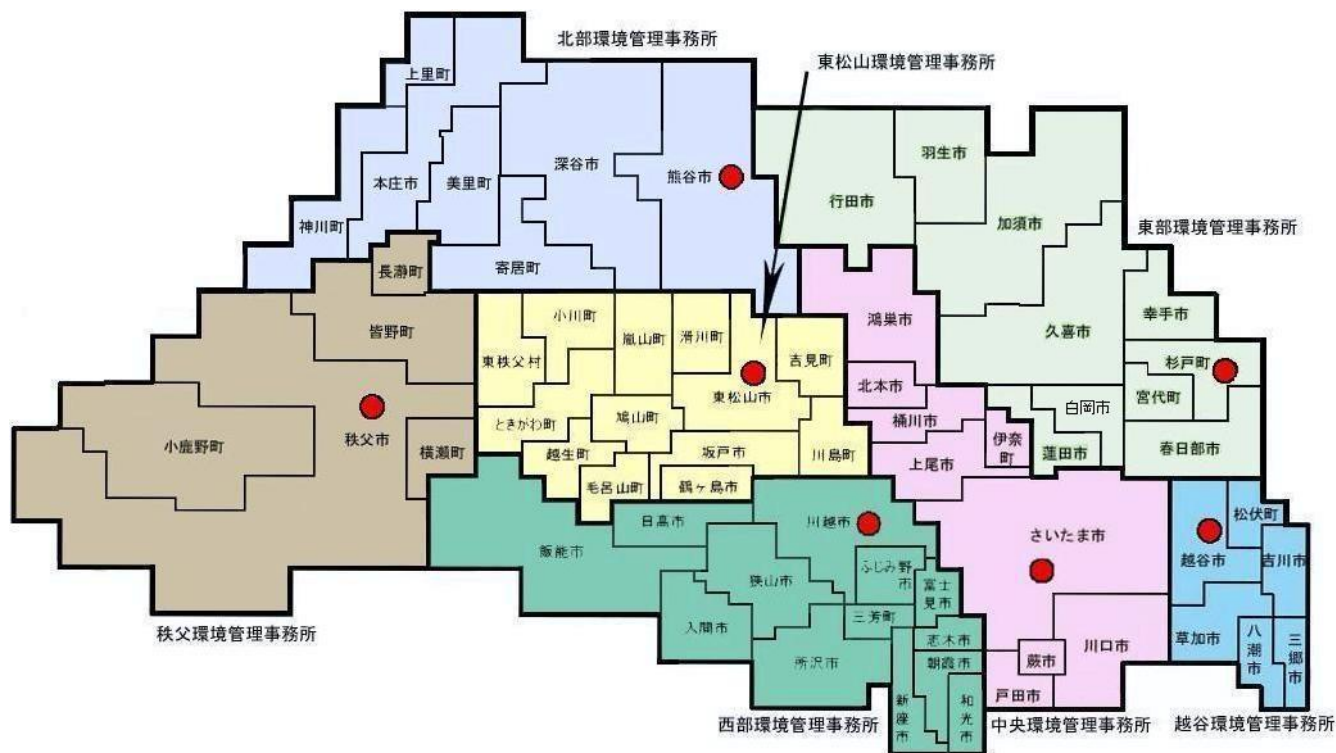 北部環境管理事務所
東松山環境管理事務所
上里町
深谷市
熊谷市
本庄市
美里町
神川町
寄居町
長瀞町
皆野町
小鹿野町
秩父市
横瀬町
秩父環境管理事務所
行田市
羽生市
加須市
東部環境管理事務所
久喜市
幸手市
杉戸町
宮代町
白岡市
蓮田市
春日部市
鴻巣市
北本市
桶川市
伊奈
町
上尾市
さいたま市
川口市
蕨市
戸田市
中央環境管理事務所
小川町
嵐山町
滑川町
吉見町
東秩父村
東松山市
ときがわ町
鳩山町
越生町
坂戸市
川島町
毛呂山町
鶴ヶ島市
日高市
川越市
飯能市
狭山市
ふじみ野
市
富士
見市
入間市
三芳町
所沢市
志木市
朝霞市
新座市
和光市
西部環境管理事務所
松伏町
越谷市
吉川市
草加市
八潮市
三郷市
越谷環境管理事務所